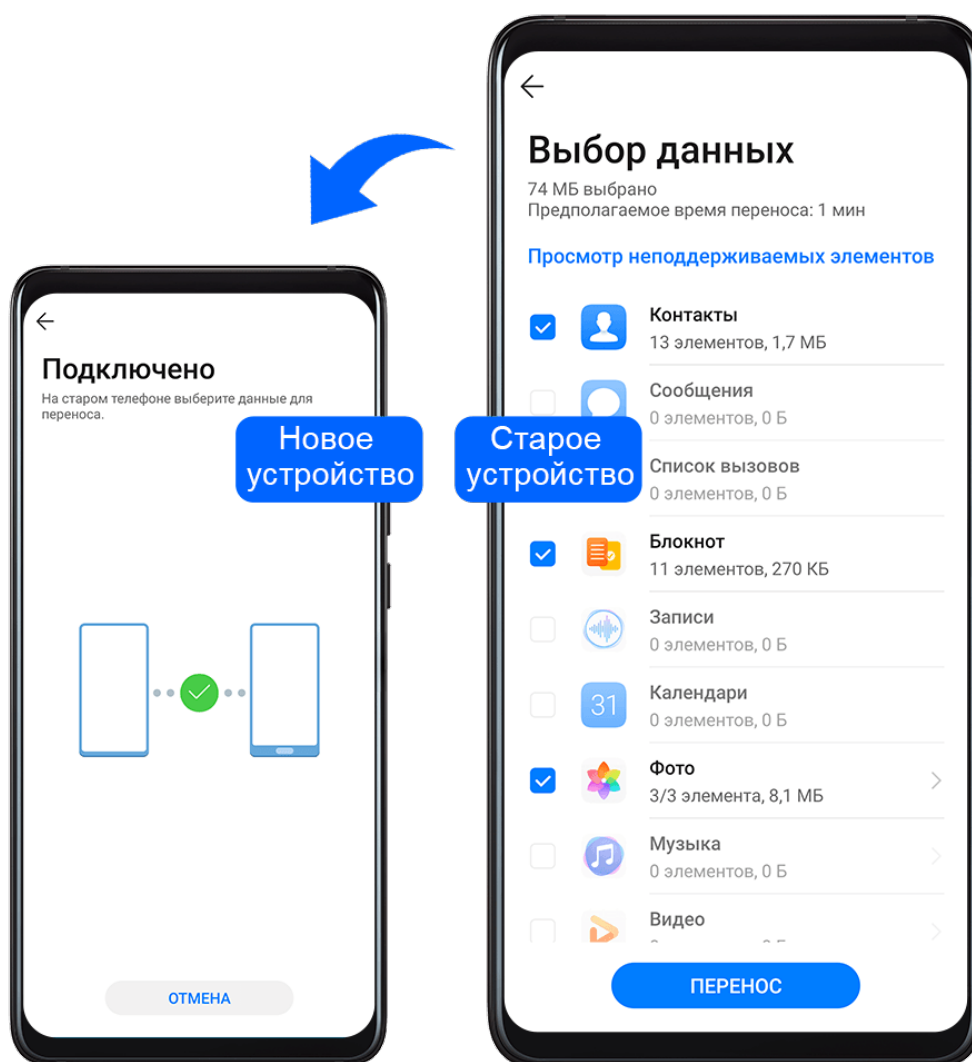 Подключено
На старом телефоне выберите данные для
переноса.
Новое
устройство
ОТМЕНА
Выбор данных
74 МБ выбрано
Предполагаемое время переноса: 1 мин
Просмотр неподдерживаемых элементов
Контакты
13 элементов, 1,7 МБ
Сообщения
0 элементов, 0 Б
Старое
устройство
Список вызовов
0 элементов, 0 Б
Блокнот
11 элементов, 270 КБ
Записи
0 элементов, 0 Б
31
Календари
0 элементов, 0 Б
Фото
3/3 элемента, 8,1 МБ
Музыка
0 элементов, 0 Б
Видео
ПЕРЕНОС